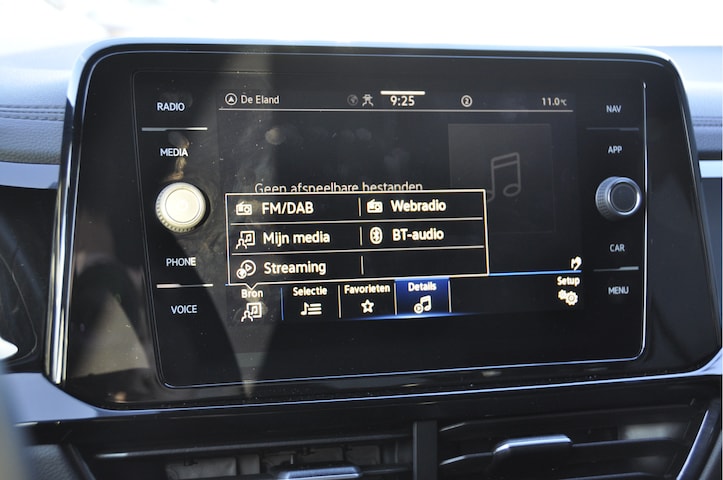 De Eland 9:25 2 11.0°C
RADIO
MEDIA
PHONE
VOICE
Geen afspeelbare bestanden
FM/DAB Webradio
Mijn media BT-audio
Streaming
Bron Selectie Favorieten Details Setup
NAV
APP
CAR
MENU